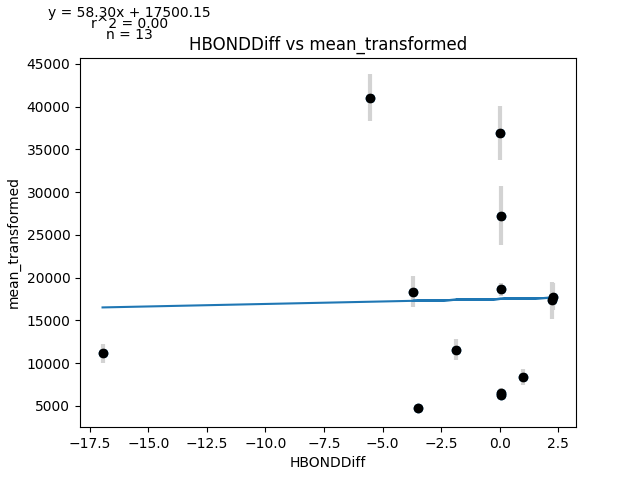 y = 58.30x + 17500.15
r^2 = 0.00
n = 13
HBONDDiff vs mean_transformed
45000
40000
35000
30000
25000
20000
15000
10000
5000
mean_transformed
−17.5 −15.0 −12.5 −10.0 −7.5 −5.0 −2.5 0.0 2.5
HBONDDiff